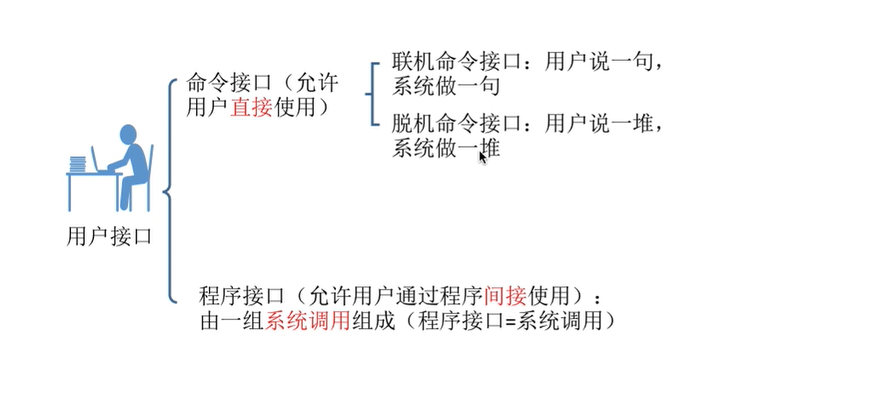 命令接口（允许
用户直接使用）
联机命令接口：用户说一句，
系统做一句
脱机命令接口：用户说一堆，
系统做一堆
用户接口
程序接口（允许用户通过程序间接使用）：
由一组系统调用组成（程序接口=系统调用）